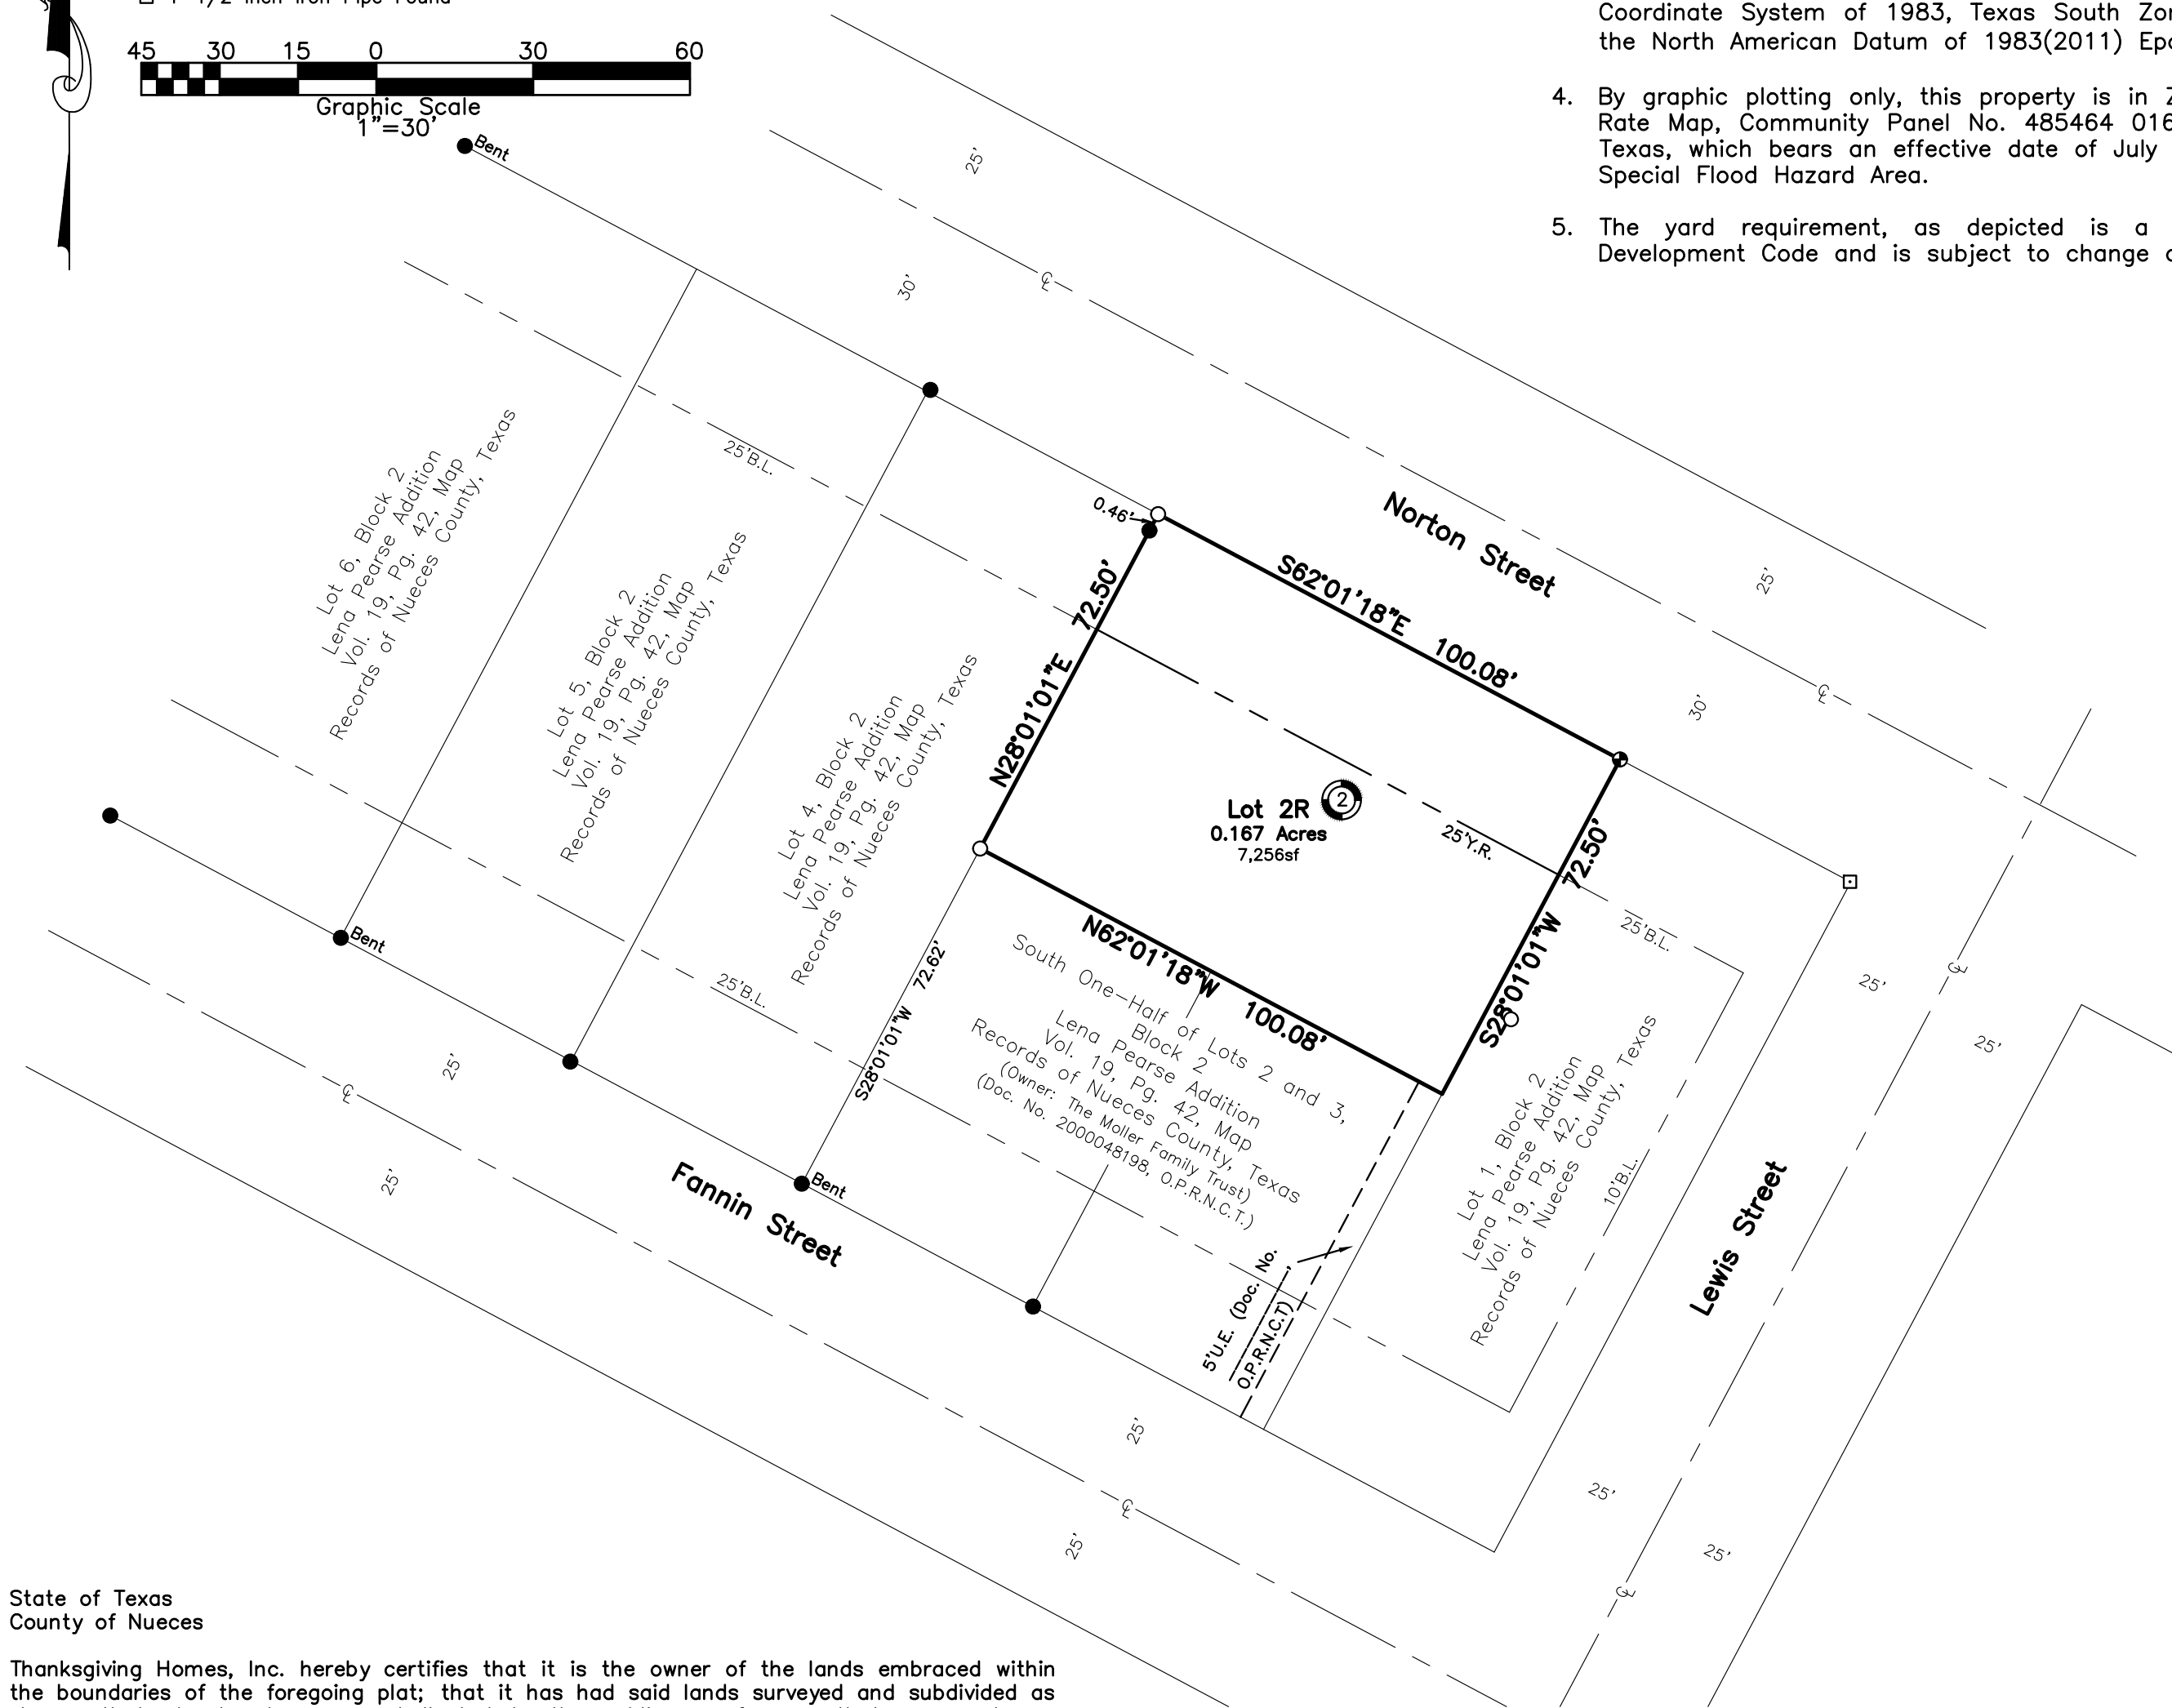 45 30 15 0 30 60
Graphic Scale
1"=30'
Coordinate System of 1983, Texas South
the North American Datum of 1983(2011)
4. By graphic plotting only, this property is in
Rate Map, Community Panel No. 485464
Texas, which bears an effective date of July
Special Flood Hazard Area.
5. The yard requirement, as depicted is a
Development Code and is subject to change
Bent
25'
30'
℄
25'B.L.
Lot 6, Block 2
Lena Pearse Addition
Vol. 19, Pg. 42, Map
Records of Nueces County, Texas
Lot 5, Block 2
Lena Pearse Addition
Vol. 19, Pg. 42, Map
Records of Nueces County, Texas
Lot 4, Block 2
Lena Pearse Addition
Vol. 19, Pg. 42, Map
Records of Nueces County, Texas
0.46'
Norton Street
S62°01'18"E 100.08'
N28°01'01"E 72.50'
25'
30'
℄
Lot 2R
2
0.167 Acres
7,256sf
25'Y.R.
S28°01'01"W 72.50'
25'B.L.
N62°01'18"W 100.08'
S28°01'01"W 72.62'
South One-Half of Lots 2 and 3,
Block 2
Lena Pearse Addition
Vol. 19, Pg. 42, Map
Records of Nueces County, Texas
(Owner: The Moller Family Trust)
(Doc. No. 2000048198, O.P.R.N.C.T.)
Bent
25'B.L.
25'
℄
25'
Bent
Fannin Street
5'U.E. (Doc. No.
O.P.R.N.C.T)
Lot 1, Block 2
Lena Pearse Addition
Vol. 19, Pg. 42, Map
Records of Nueces County, Texas
10'B.L.
Lewis Street
25'
℄
25'
25'
℄
25'
25'
℄
25'
State of Texas
County of Nueces
Thanksgiving Homes, Inc. hereby certifies that it is the owner of the lands embraced within
the boundaries of the foregoing plat; that it has had said lands surveyed and subdivided as